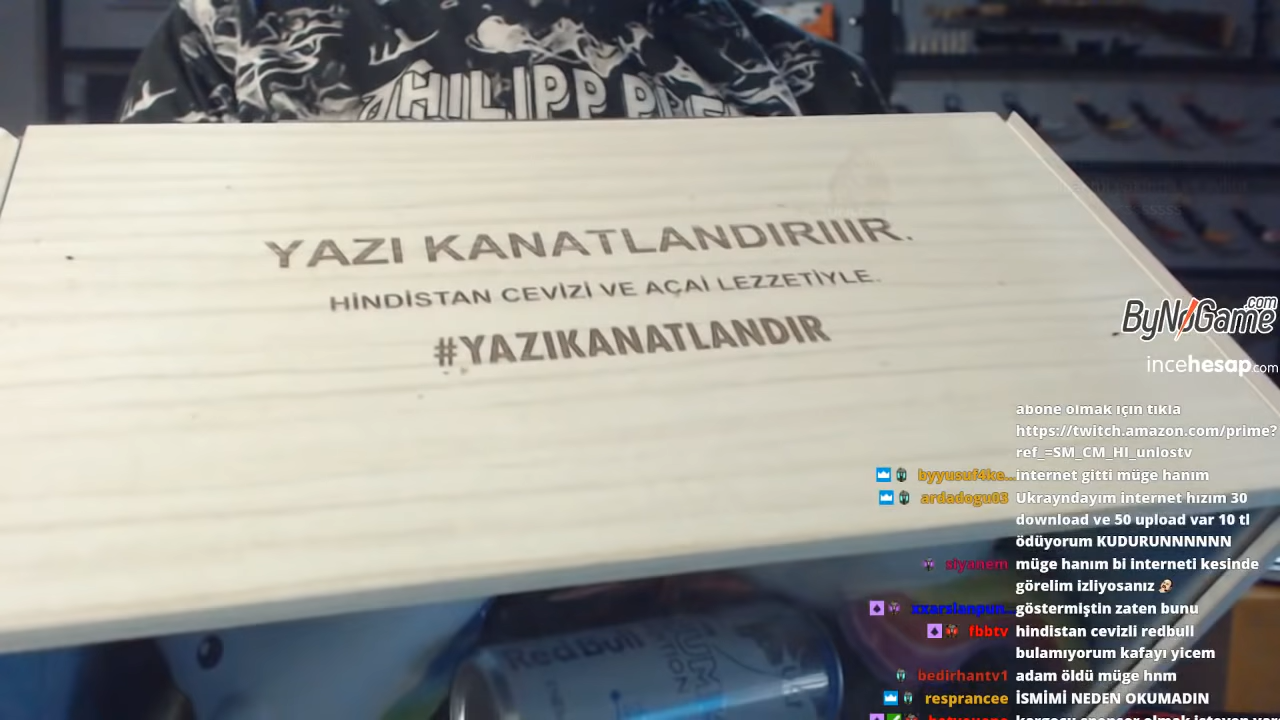 PHILIPP PLE
YAZI KANATLANDIRIIIR.
HİNDİSTAN CEVİZİ VE AÇAİ LEZZETİYLE.
#YAZIKANATLANDIR
ByNoGame.com
incehesap.com
abone olmak için tıkla
https://twitch.amazon.com/prime?
ref_=SM_CM_HI_unlostv
byyusuf4ke... internet gitti müge hanım
ardadogu03 Ukrayndayım internet hızım 30
download ve 50 upload var 10 tl
ödüyorum KUDURUNNNNNN
siyanem müge hanım bi interneti kesinde
görelim izliyosanız
göstermiştin zaten bunu
fbbtv hindistan cevizli redbull
bulamıyorum kafayı yicem
bedirhantv1 adam öldü müge hnm
resprancee İSMİMİ NEDEN OKUMADIN
Red Bull